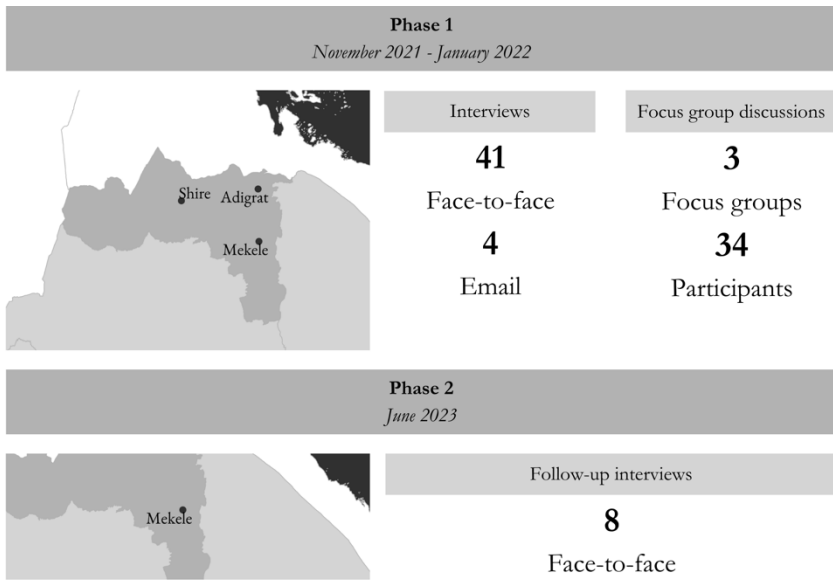 Phase 1
November 2021 - January 2022
Shire
Adigrat
Mekele
Interviews
41
Face-to-face
4
Email
Focus group discussions
3
Focus groups
34
Participants
Phase 2
June 2023
Mekele
Follow-up interviews
8
Face-to-face